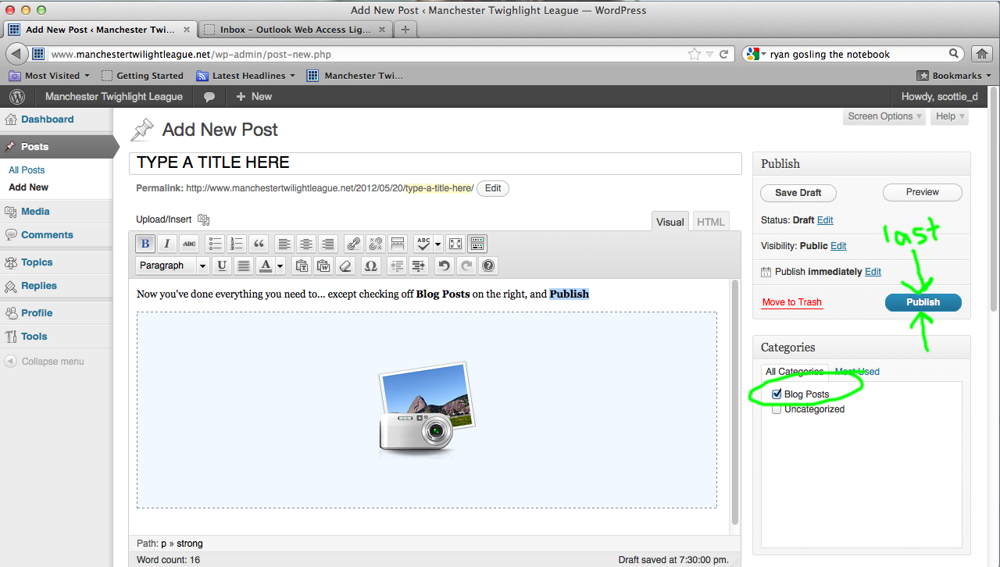 Add New Post ‹ Manchester Twighlight League — WordPress
Add New Post ‹ Manchester Twi... Inbox – Outlook Web Access Lig...
www.manchestertwilightleague.net/wp-admin/post-new.php ryan gosling the notebook
Most Visited Getting Started Latest Headlines Manchester Twi... Bookmarks
Manchester Twighlight League + New Howdy, scottie_d
Screen Options Help
Dashboard
Posts
All Posts
Add New
Media
Comments
Topics
Replies
Profile
Tools
Collapse menu
Add New Post
TYPE A TITLE HERE
Permalink: http://www.manchestertwilightleague.net/2012/05/20/type-a-title-here/ Edit
Upload/Insert Visual HTML
B I ABC ABC
Paragraph U A T W Ω ?
Now you've done everything you need to... except checking off Blog Posts on the right, and Publish
Path: p » strong
Word count: 16 Draft saved at 7:30:00 pm.
Publish
Save Draft Preview
Status: Draft Edit
last
Visibility: Public Edit
Publish immediately Edit
Move to Trash Publish
Categories
All Categories Most Used
Blog Posts
Uncategorized